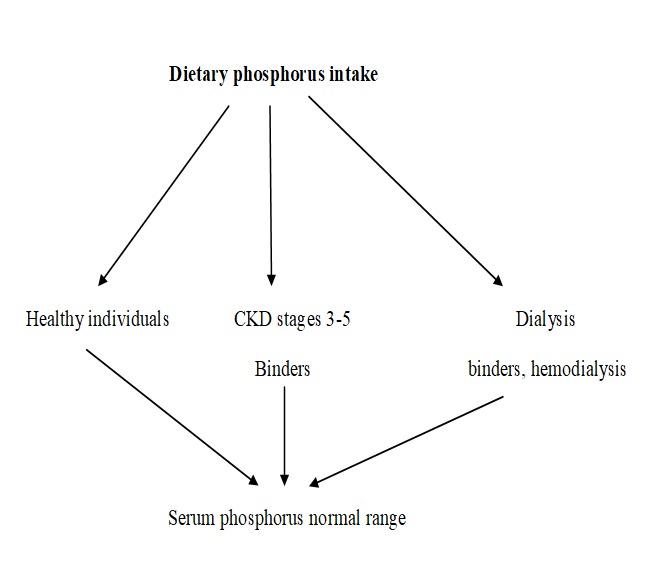 Dietary phosphorus intake
Healthy individuals
CKD stages 3-5
Dialysis
Binders
binders, hemodialysis
Serum phosphorus normal range